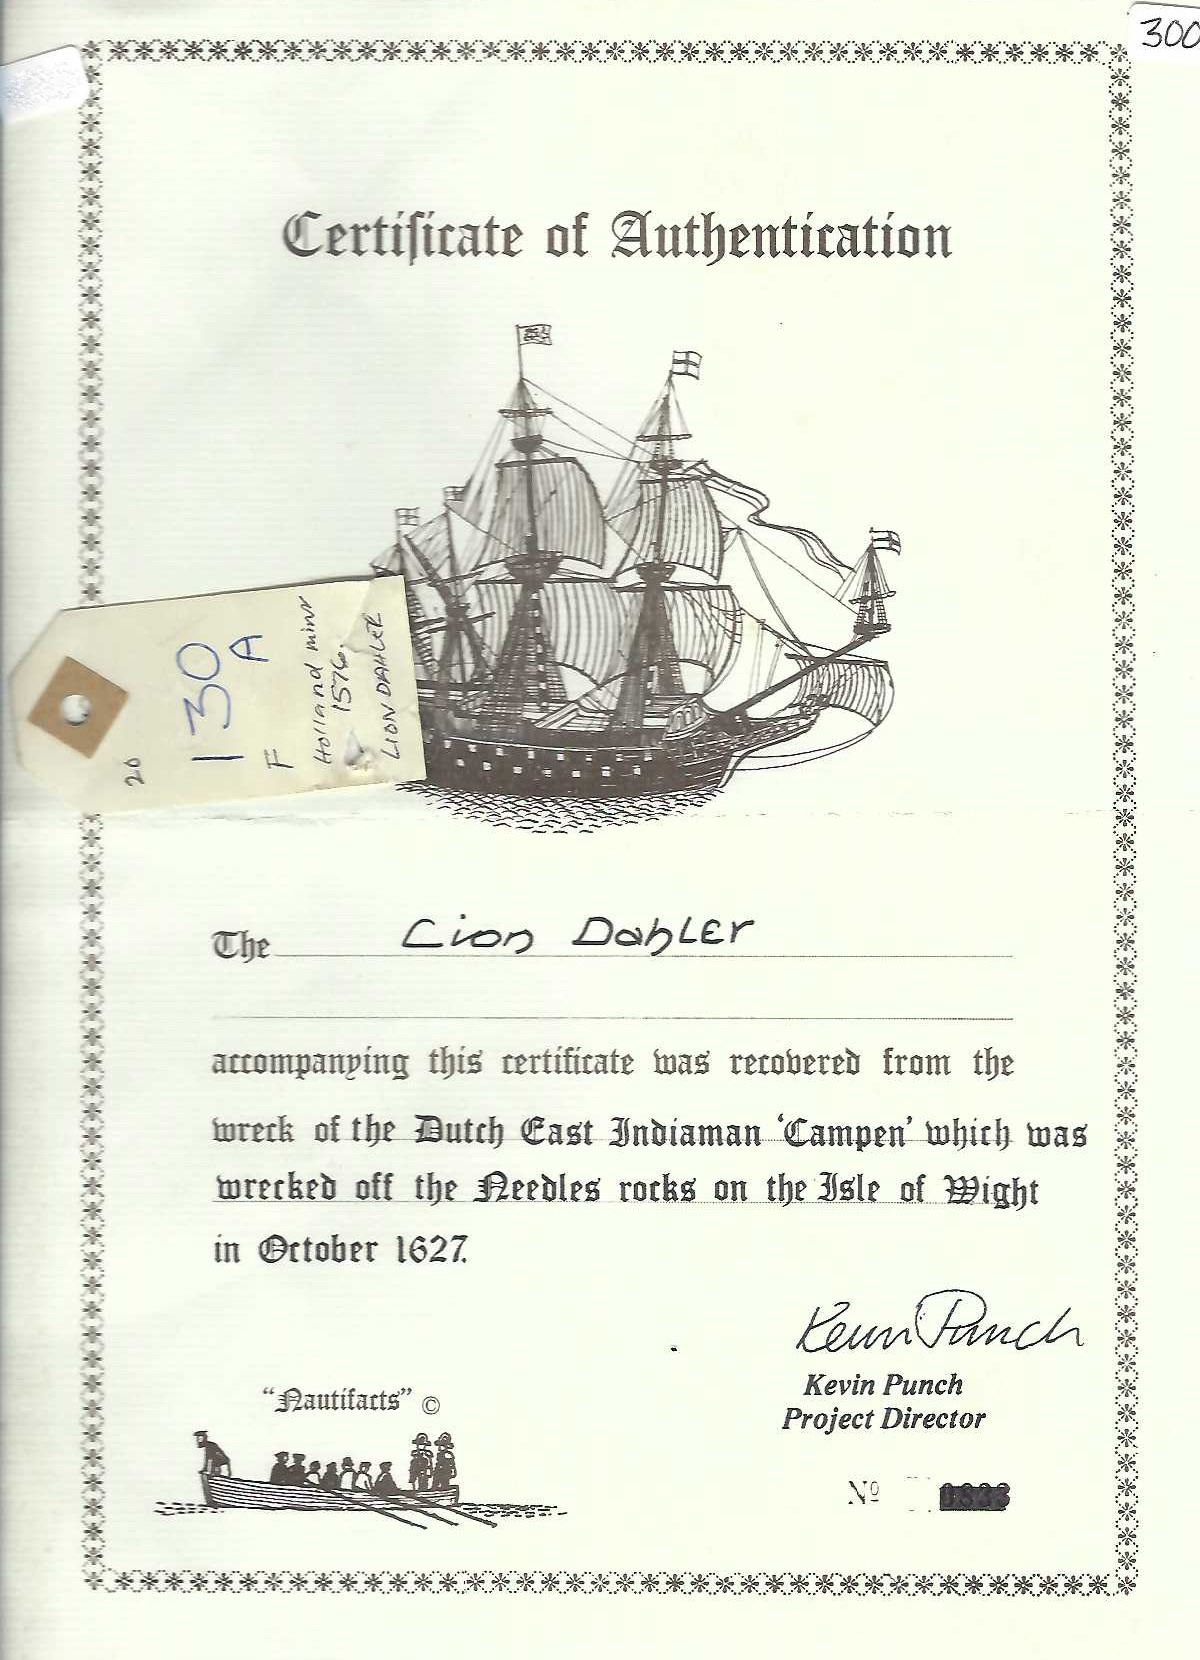 300
Certificate of Authentication
130
A
F
Holland mint
1576.
LION DAHLER
20
The Lion Dahler
accompanying this certificate was recovered from the
wreck of the Dutch East Indiaman 'Campen' which was
wrecked off the Needles rocks on the Isle of Wight
in October 1627.
Kevin Punch
Kevin Punch
Project Director
"Nautifacts" ©
Nº 0833